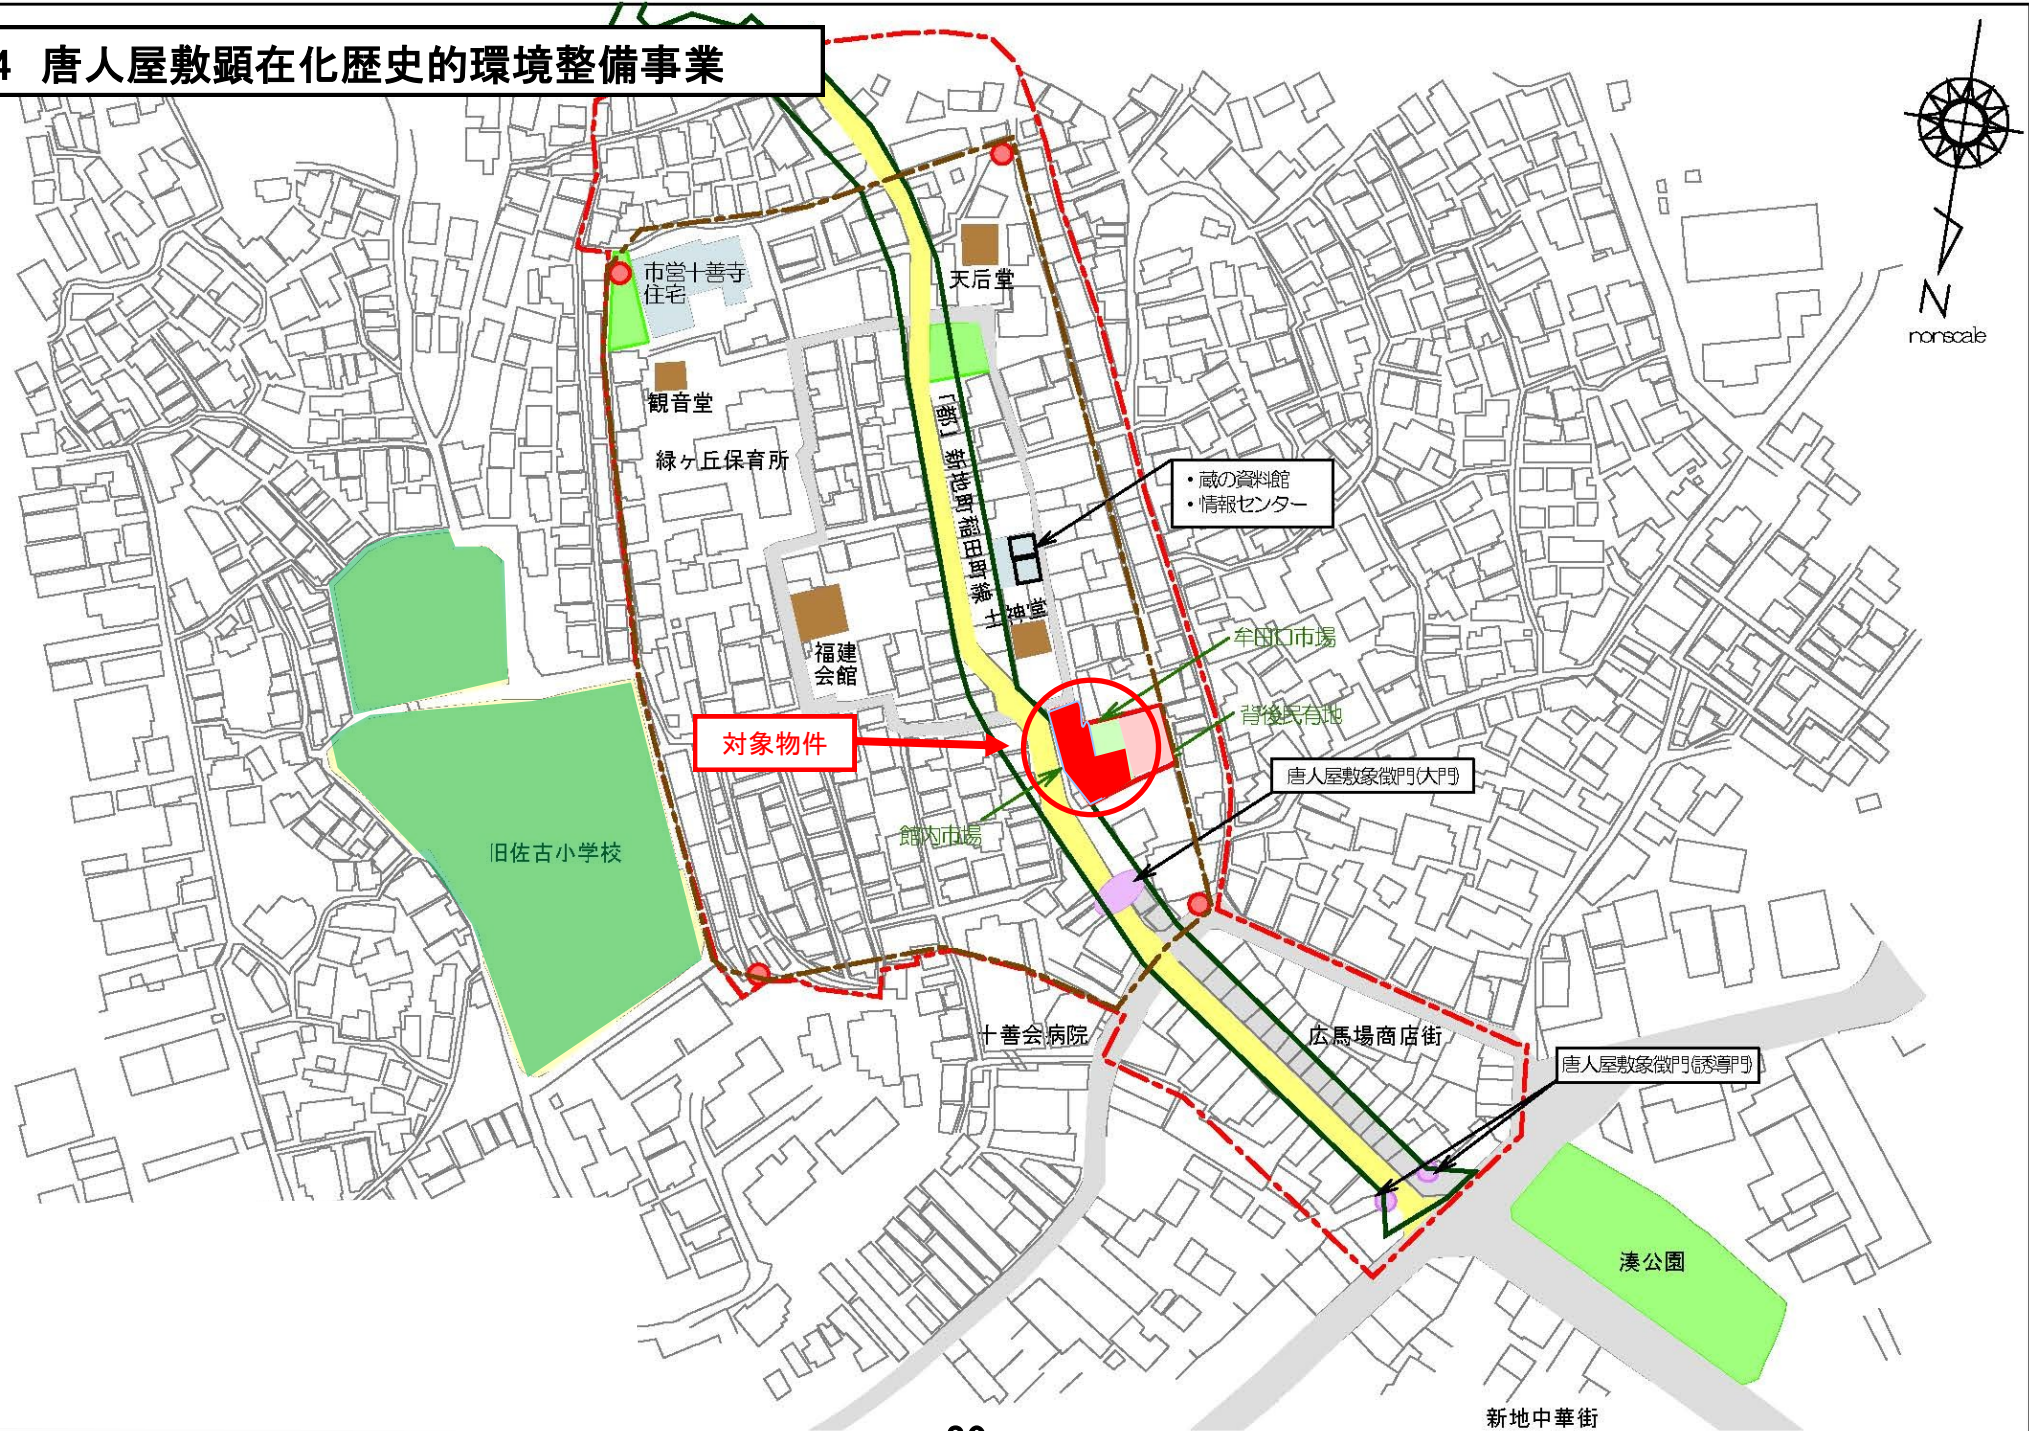 4 唐人屋敷顕在化歴史的環境整備事業
N
nonscale
市営十善寺
住宅
天后堂
観音堂
緑ヶ丘保育所
「都」新地町稲田町線
・蔵の資料館
・情報センター
土神堂
福建
会館
牟田口市場
背後民有地
対象物件
唐人屋敷象徴門(大門)
館内市場
旧佐古小学校
十善会病院
広馬場商店街
唐人屋敷象徴門(誘導門)
湊公園
新地中華街